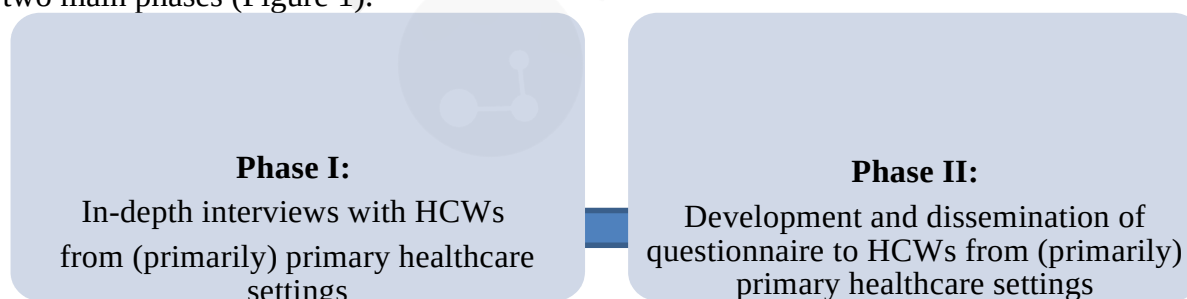 two main phases (Figure 1).
Phase I:
In-depth interviews with HCWs
from (primarily) primary healthcare
settings
Phase II:
Development and dissemination of
questionnaire to HCWs from (primarily)
primary healthcare settings